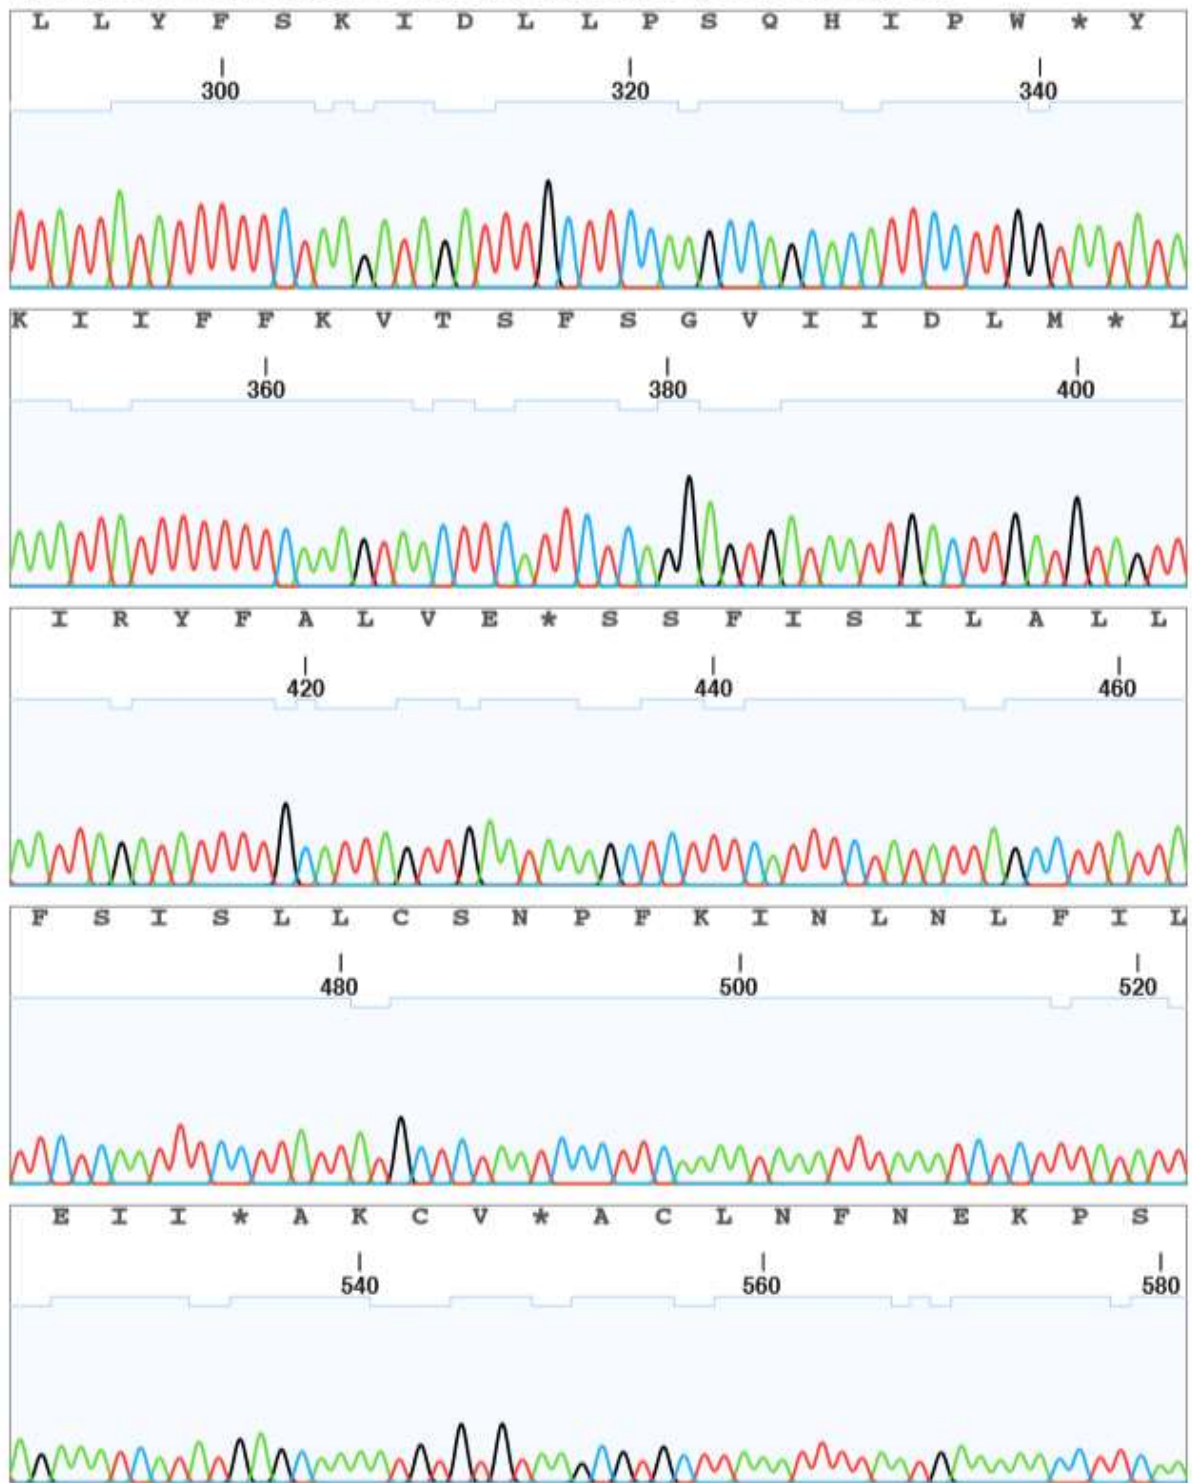 L L Y F S K I D L L P S Q H I P W * Y
300 320 340
K I I F F K V T S F S G V I I D L M * L
360 380 400
I R Y F A L V E * S S F I S I L A L L
420 440 460
F S I S L L C S N P F K I N L N L F I L
480 500 520
E I I * A K C V * A C L N F N E K P S
540 560 580